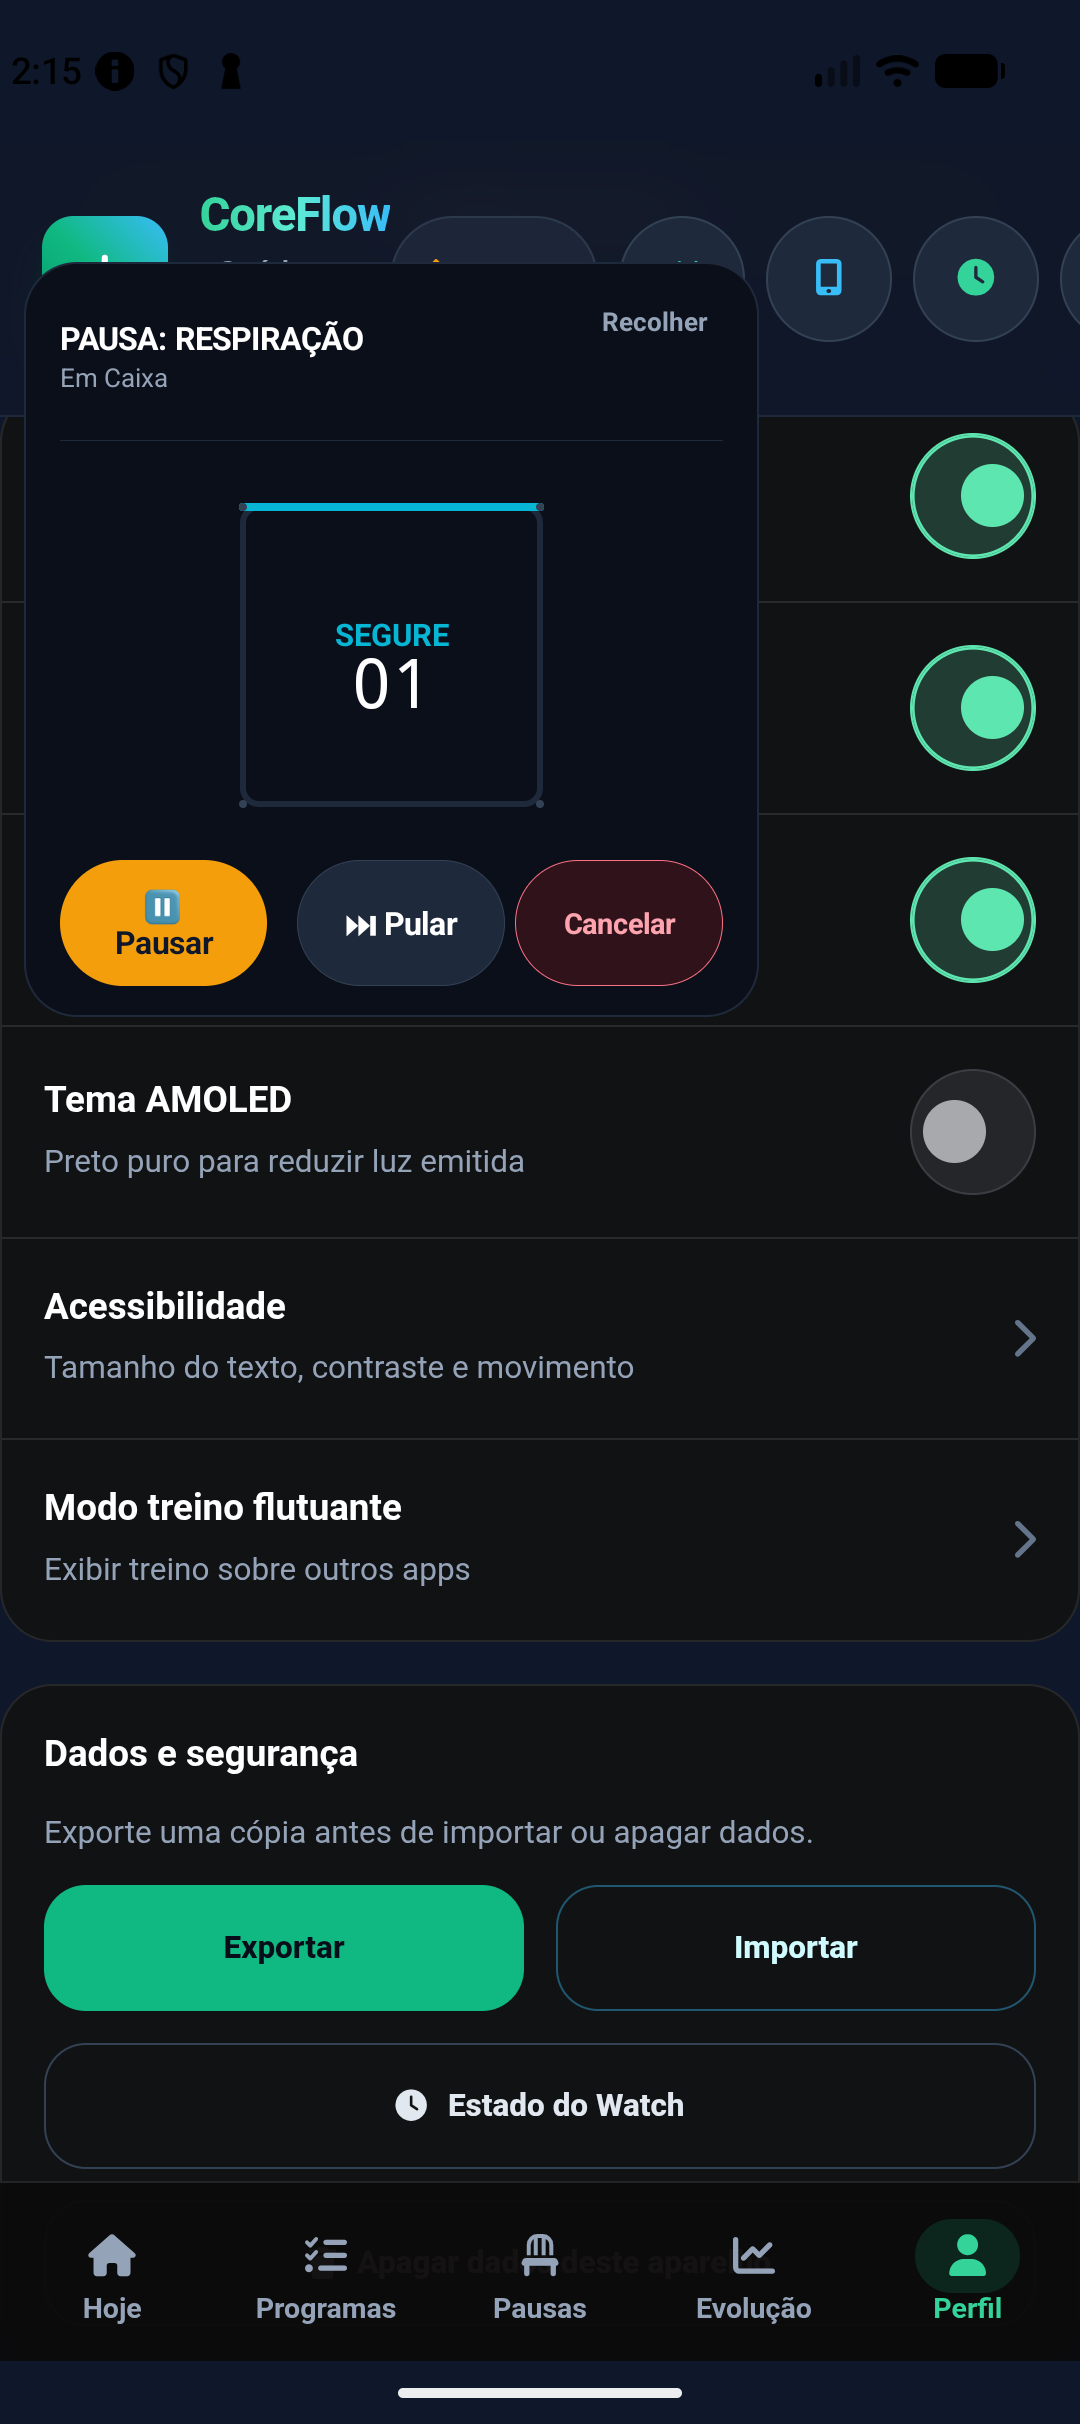 2:15
CoreFlow
PAUSA: RESPIRAÇÃO
Recolher
Em Caixa
SEGURE
01
Pausar
Pular
Cancelar
Tema AMOLED
Preto puro para reduzir luz emitida
Acessibilidade
Tamanho do texto, contraste e movimento
Modo treino flutuante
Exibir treino sobre outros apps
Dados e segurança
Exporte uma cópia antes de importar ou apagar dados.
Exportar
Importar
Estado do Watch
Apagar deste
Hoje
Programas
Pausas
Evolução
Perfil